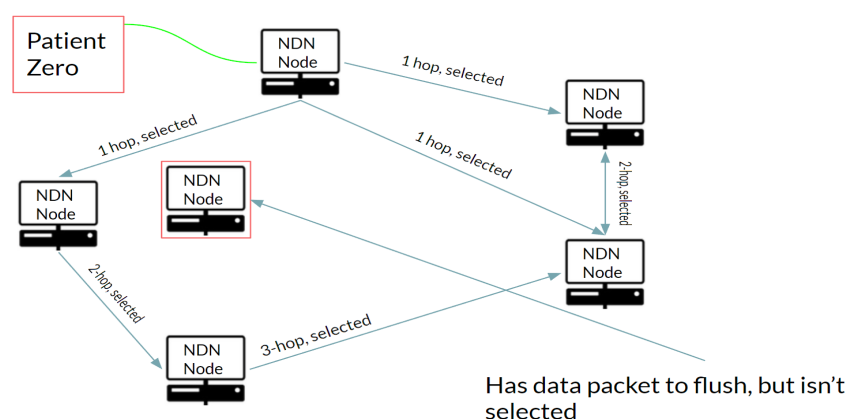 Patient
Zero
NDN
Node
1 hop, selected
NDN
Node
1 hop, selected
1 hop, selected
2-hop, selected
NDN
Node
NDN
Node
NDN
Node
2-hop, selected
3-hop, selected
NDN
Node
Has data packet to flush, but isn’t
selected